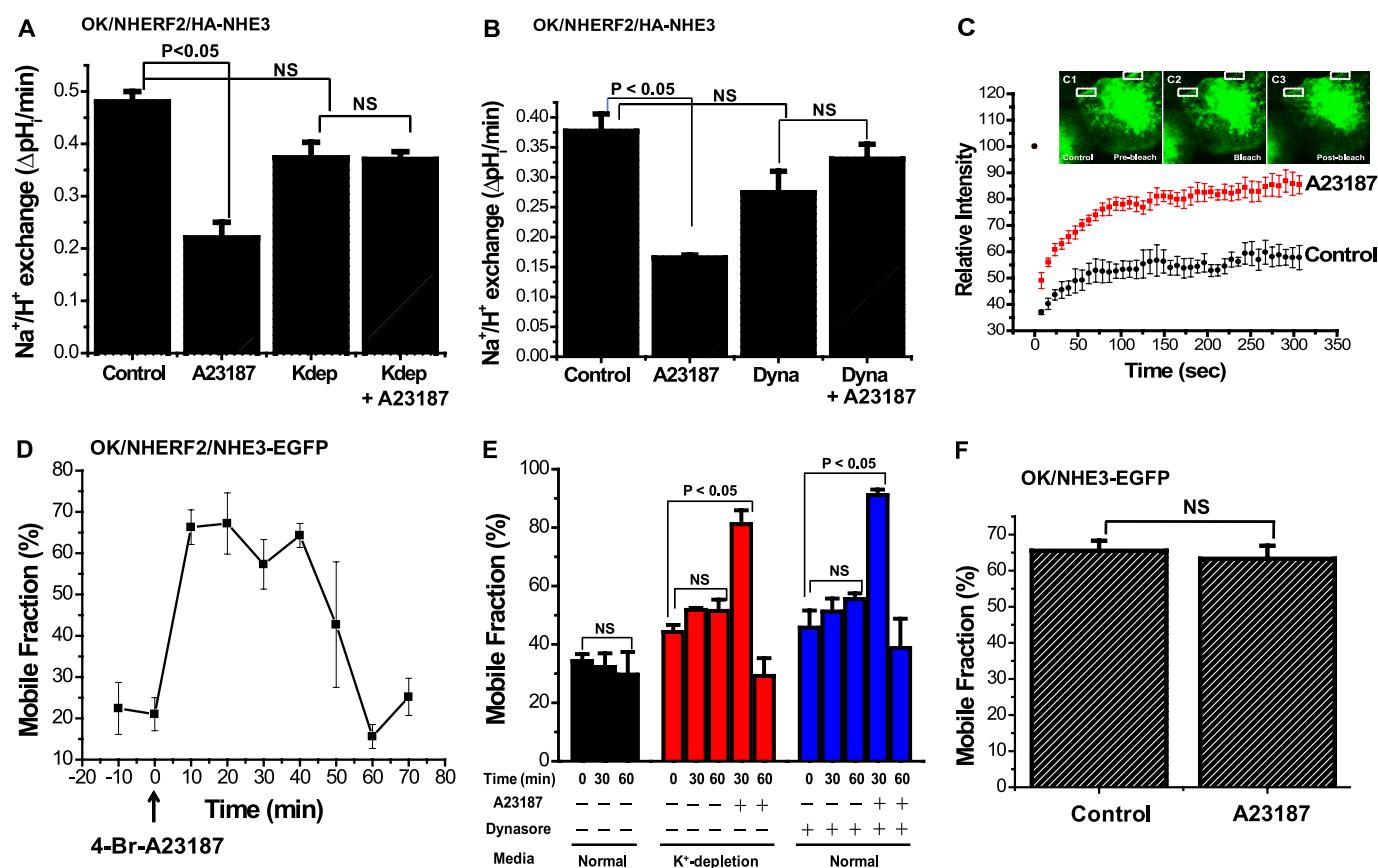 A
OK/NHERF2/HA-NHE3
P<0.05
NS
NS
Na⁺/H⁺ exchange (ΔpHᵢ/min)
0.5
0.4
0.3
0.2
0.1
0.0
Control
A23187
Kdep
Kdep
+ A23187
B
OK/NHERF2/HA-NHE3
P < 0.05
NS
NS
Na⁺/H⁺ exchange (ΔpHᵢ/min)
0.40
0.35
0.30
0.25
0.20
0.15
0.10
0.05
0.00
Control
A23187
Dyna
Dyna
+ A23187
C
C1
C2
C3
Control
Pre-bleach
Bleach
Post-bleach
Relative Intensity
120
110
100
90
80
70
60
50
40
30
A23187
Control
0 50 100 150 200 250 300 350
Time (sec)
D
OK/NHERF2/NHE3-EGFP
Mobile Fraction (%)
80
70
60
50
40
30
20
10
-20 -10 0 10 20 30 40 50 60 70 80
Time (min)
4-Br-A23187
E
Mobile Fraction (%)
100
80
60
40
20
0
NS
P < 0.05
NS
P < 0.05
NS
Time (min) 0 30 60 0 30 60 30 60 0 30 60 30 60
A23187 − − − − − − + + − − − + +
Dynasore − − − − − − − − + + + + +
Media Normal K⁺-depletion Normal
F
OK/NHE3-EGFP
NS
Mobile Fraction (%)
70
60
50
40
30
20
10
0
Control
A23187